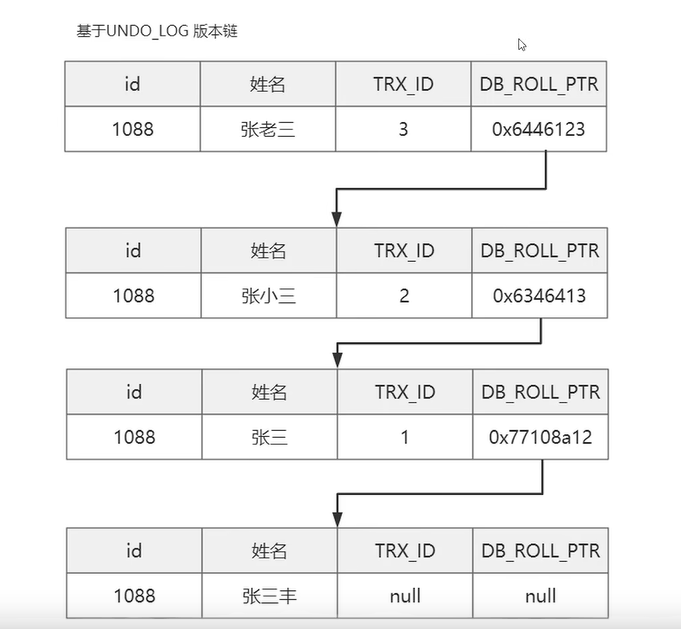 基于UNDO_LOG 版本链
id 姓名 TRX_ID DB_ROLL_PTR
1088 张老三 3 0x6446123
id 姓名 TRX_ID DB_ROLL_PTR
1088 张小三 2 0x6346413
id 姓名 TRX_ID DB_ROLL_PTR
1088 张三 1 0x77108a12
id 姓名 TRX_ID DB_ROLL_PTR
1088 张三丰 null null